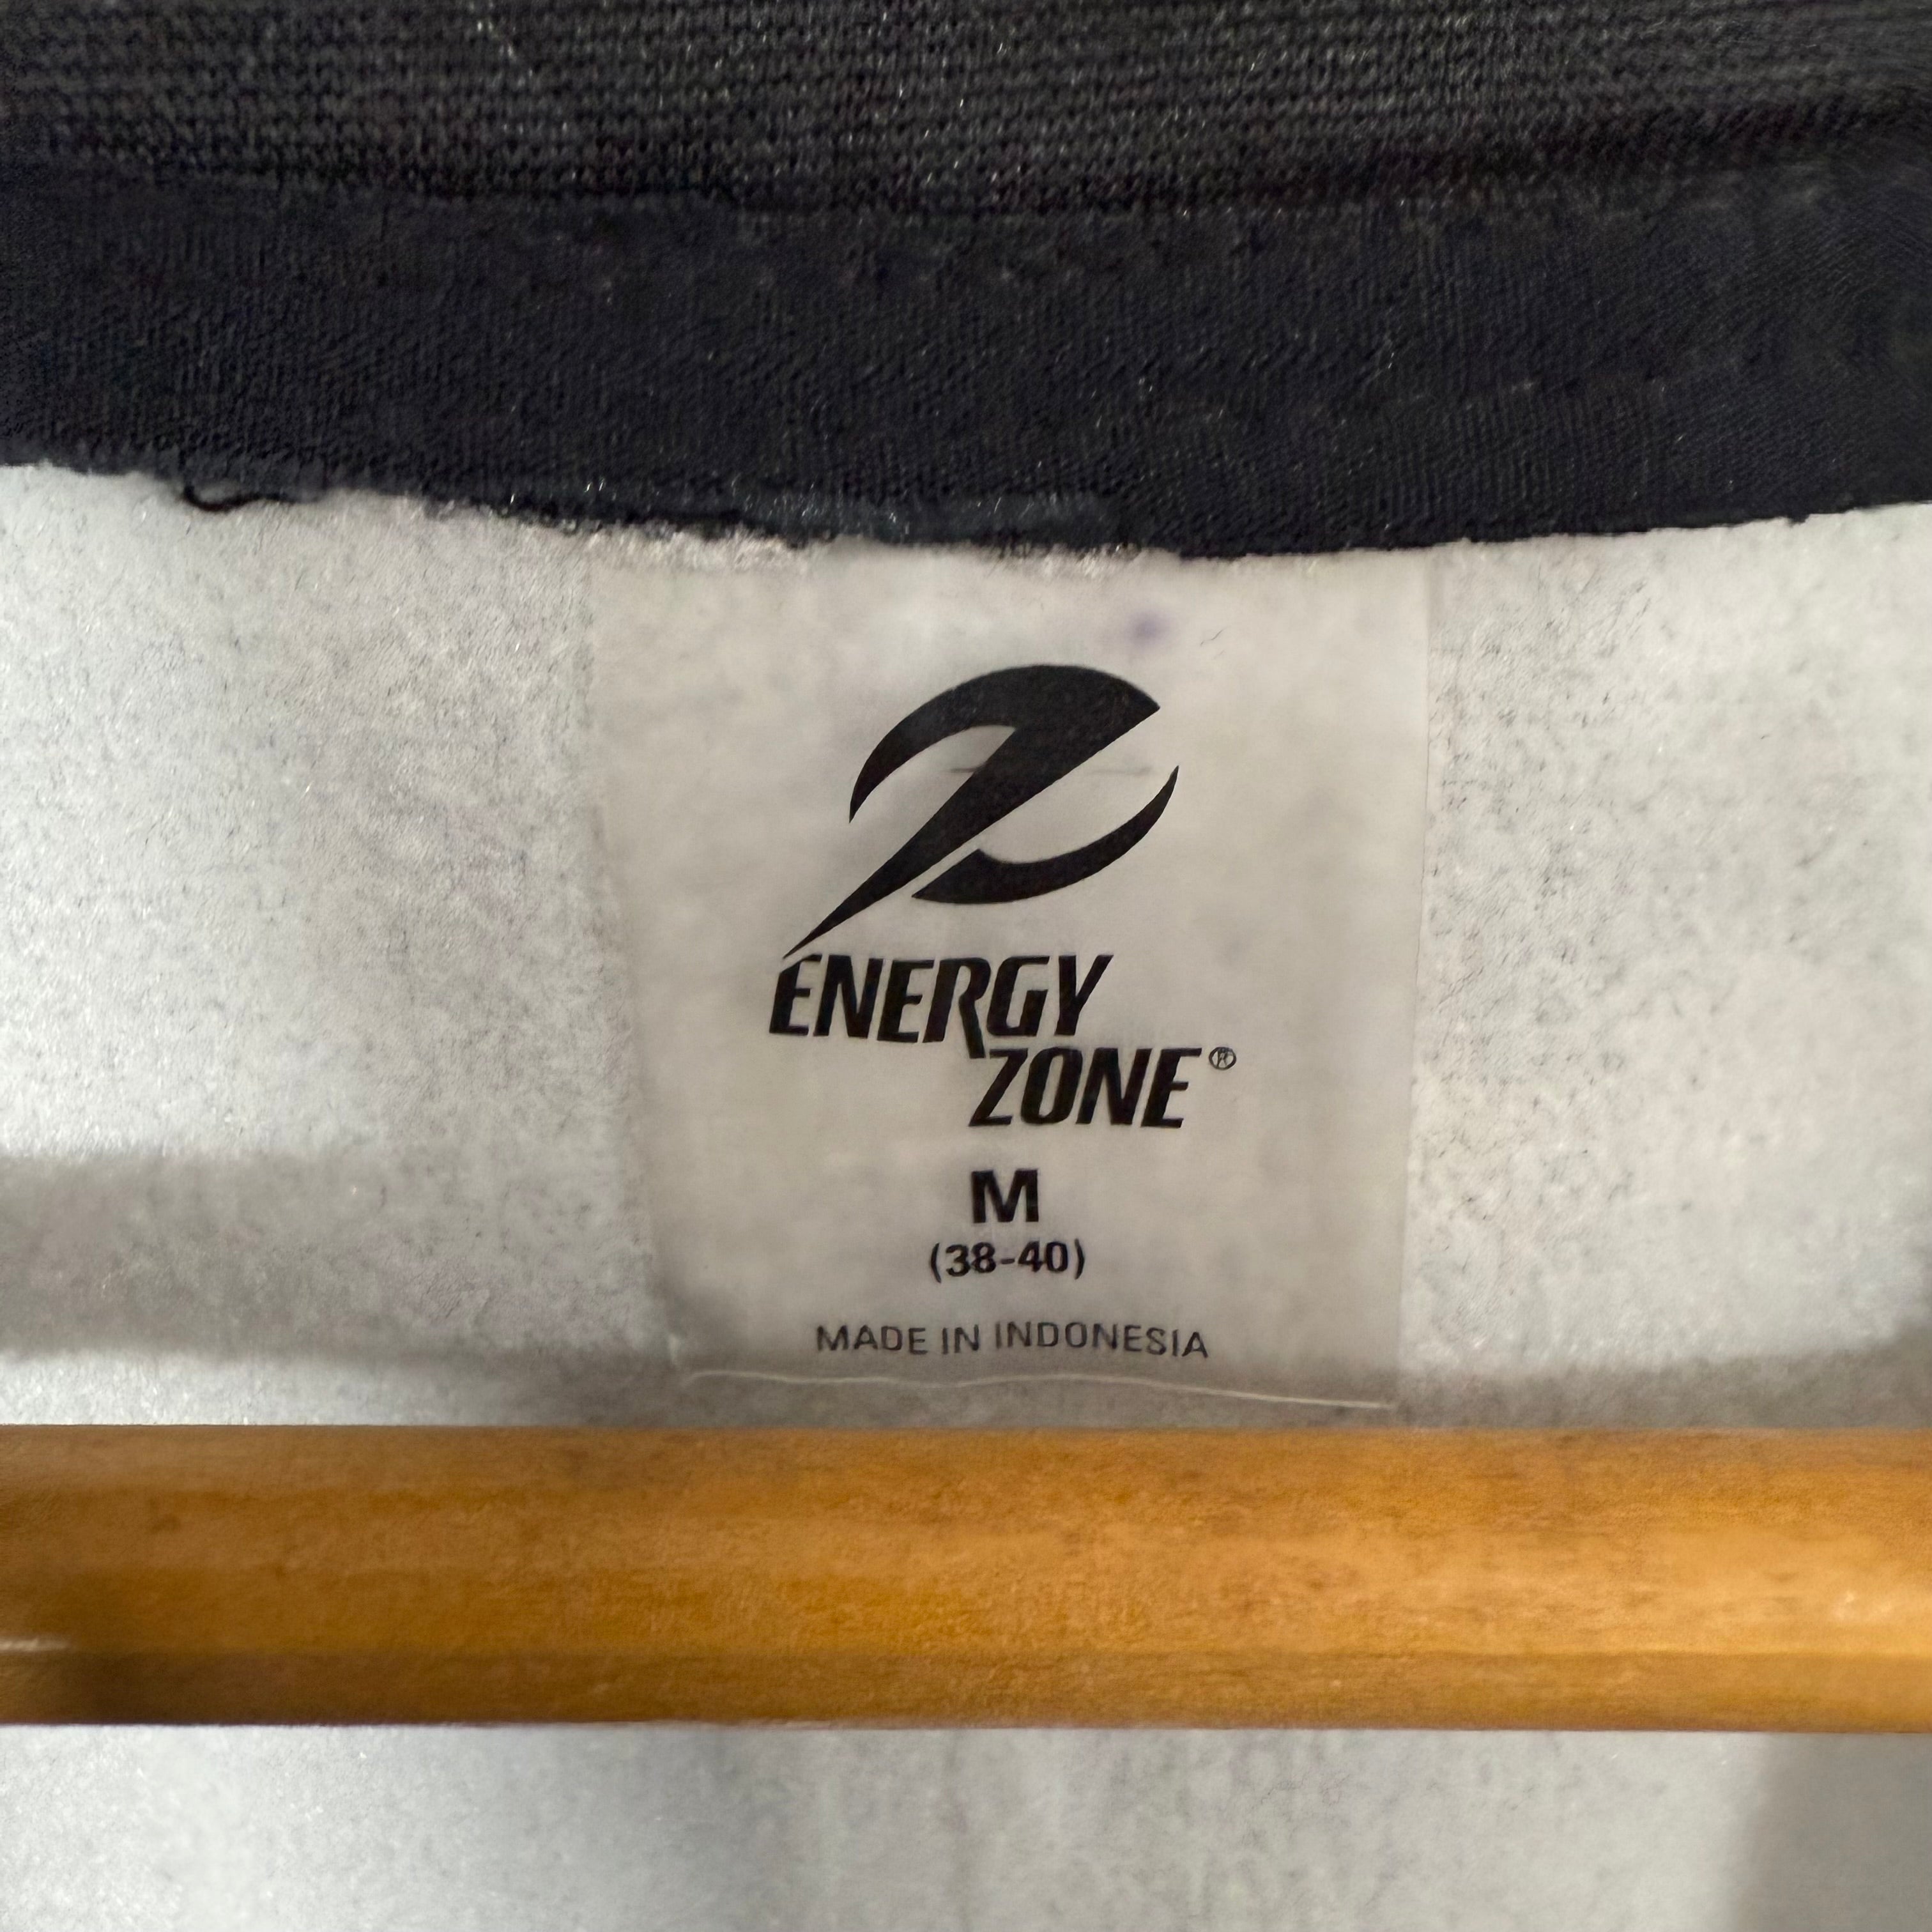 ENERGY
ZONE®
M
(38-40)
MADE IN INDONESIA